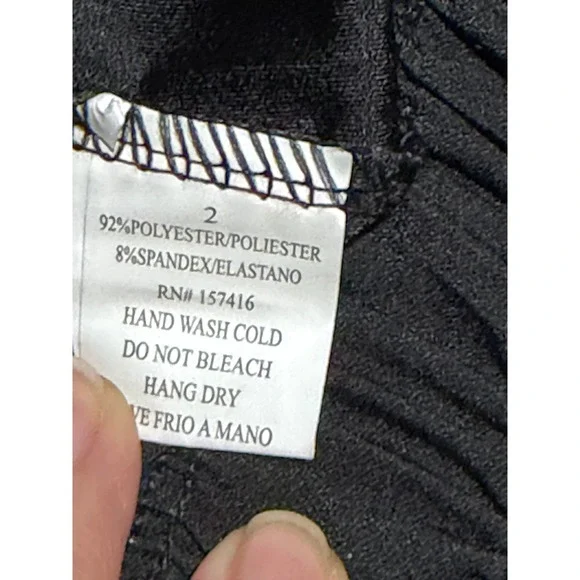 2
92%POLYESTER/POLIESTER
8%SPANDEX/ELASTANO
RN# 157416
HAND WASH COLD
DO NOT BLEACH
HANG DRY
FRIO A MANO